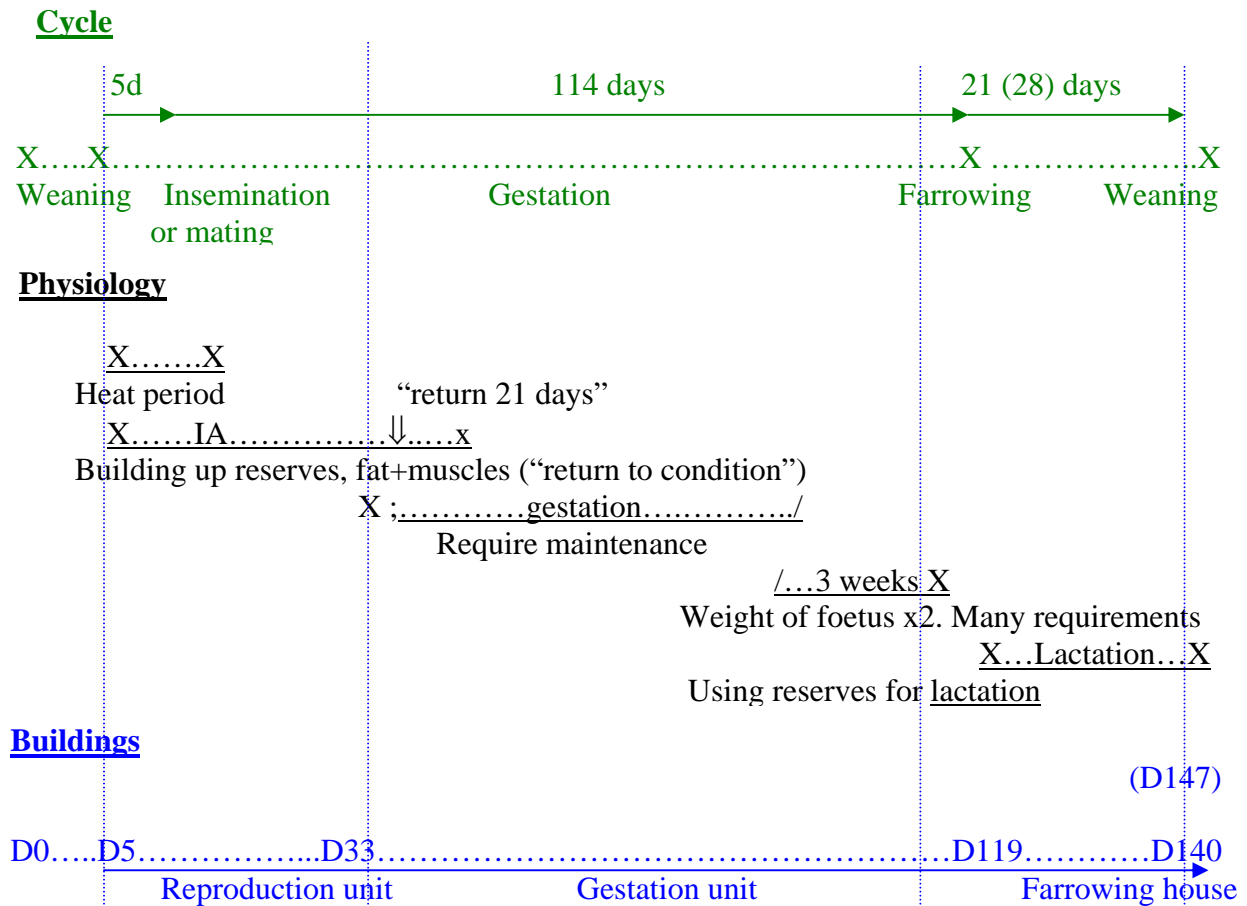 Cycle
5d 114 days 21 (28) days
X…..X……………….…………………………………………..……………X ………………..X
Weaning Insemination Gestation Farrowing Weaning
or mating
Physiology
X…….X
Heat period “return 21 days”
X……IA……………⇓..…x
Building up reserves, fat+muscles (“return to condition”)
X ;…………gestation….………../
Require maintenance
/…3 weeks X
Weight of foetus x2. Many requirements
X…Lactation…X
Using reserves for lactation
Buildings
(D147)
D0…..D5……………...D33…………………………………………………D119…………D140
Reproduction unit Gestation unit Farrowing house